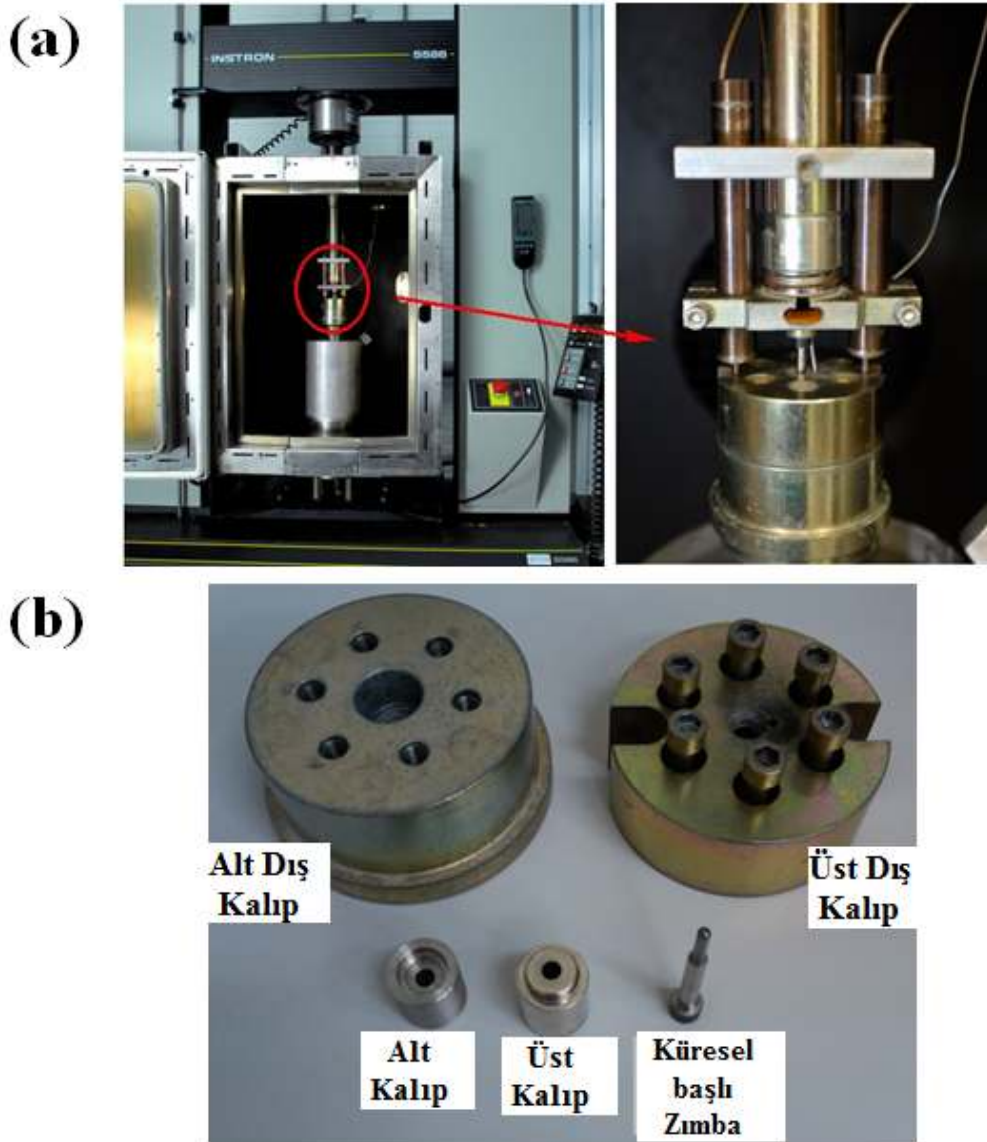 (a)
INSTRON 5586
(b)
Alt Dış
Kalıp
Üst Dış
Kalıp
Alt
Kalıp
Üst
Kalıp
Küresel
başlı
Zımba